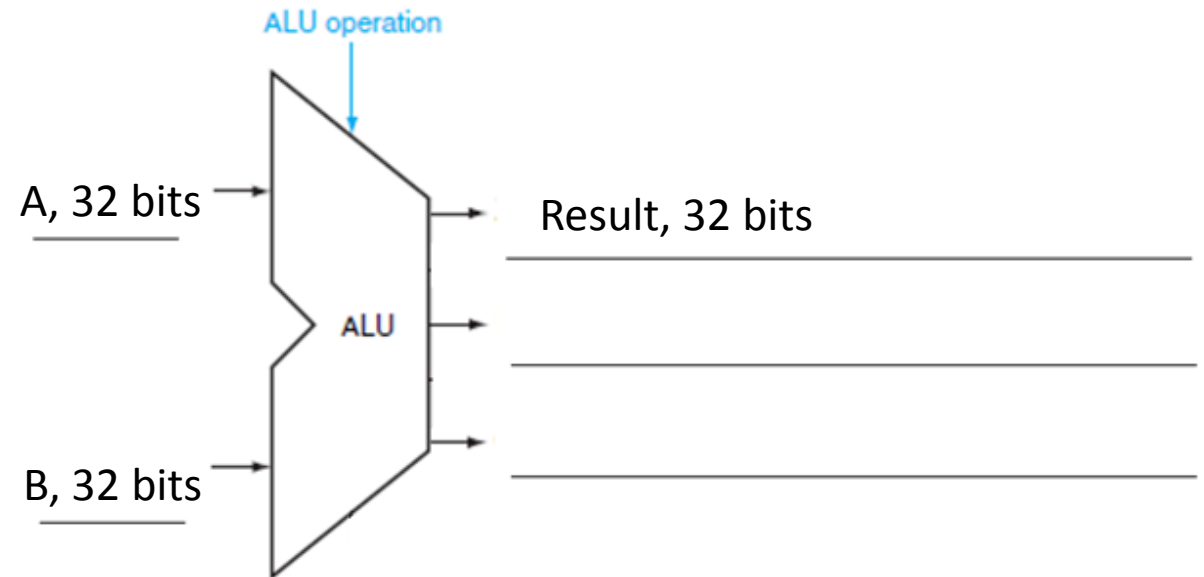 ALU operation
A, 32 bits
Result, 32 bits
ALU
B, 32 bits